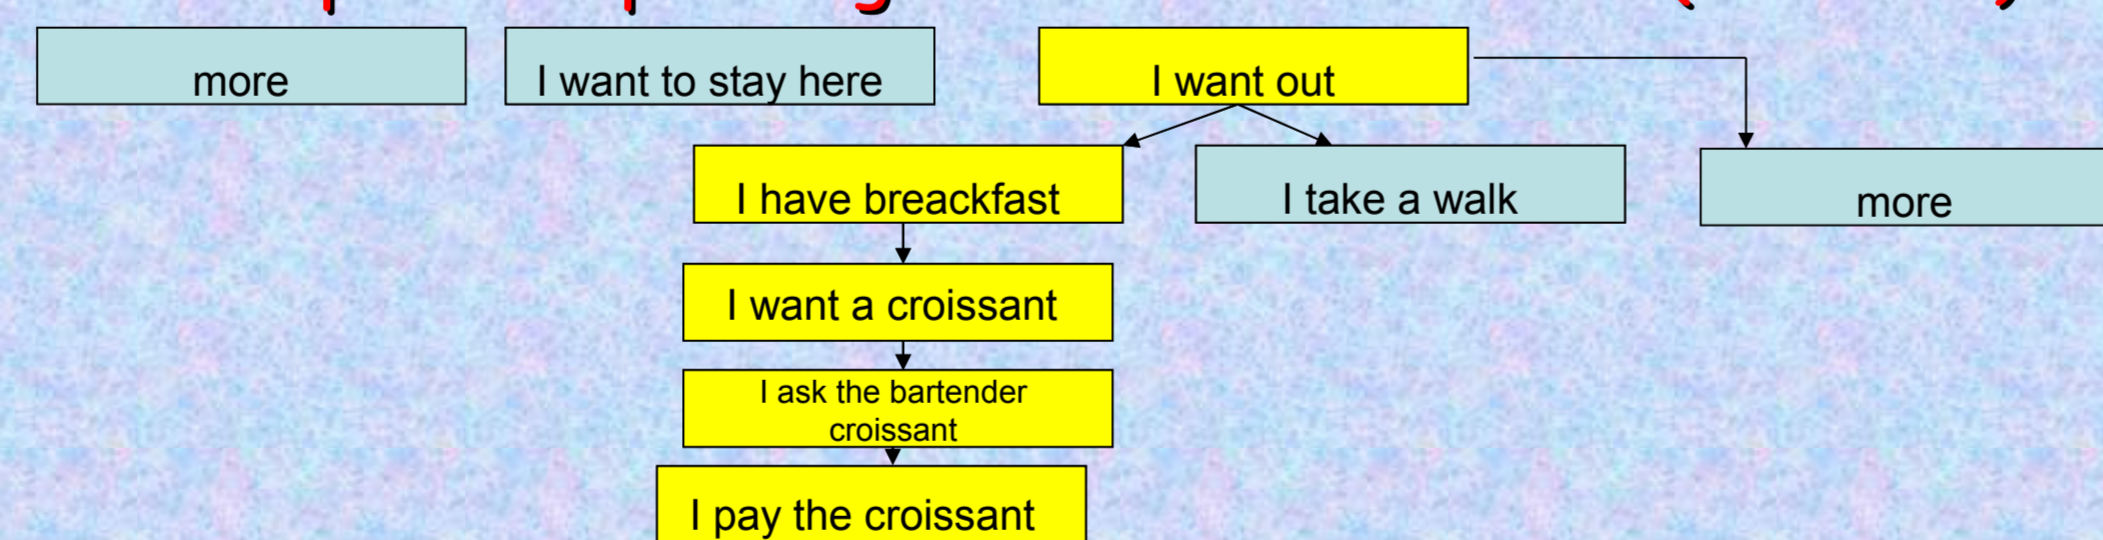 more
I want to stay here
I want out
I have breackfast
I take a walk
more
I want a croissant
I ask the bartender
croissant
I pay the croissant